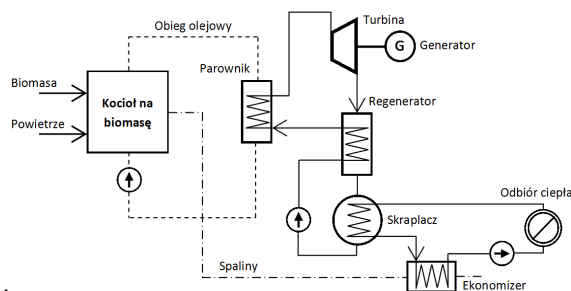 Turbina
Obieg olejowy
G
Generator
Parownik
Biomasa
Kocioł na
biomasę
Regenerator
Powietrze
Odbiór ciepła
Skraplacz
Spaliny
Ekonomizer